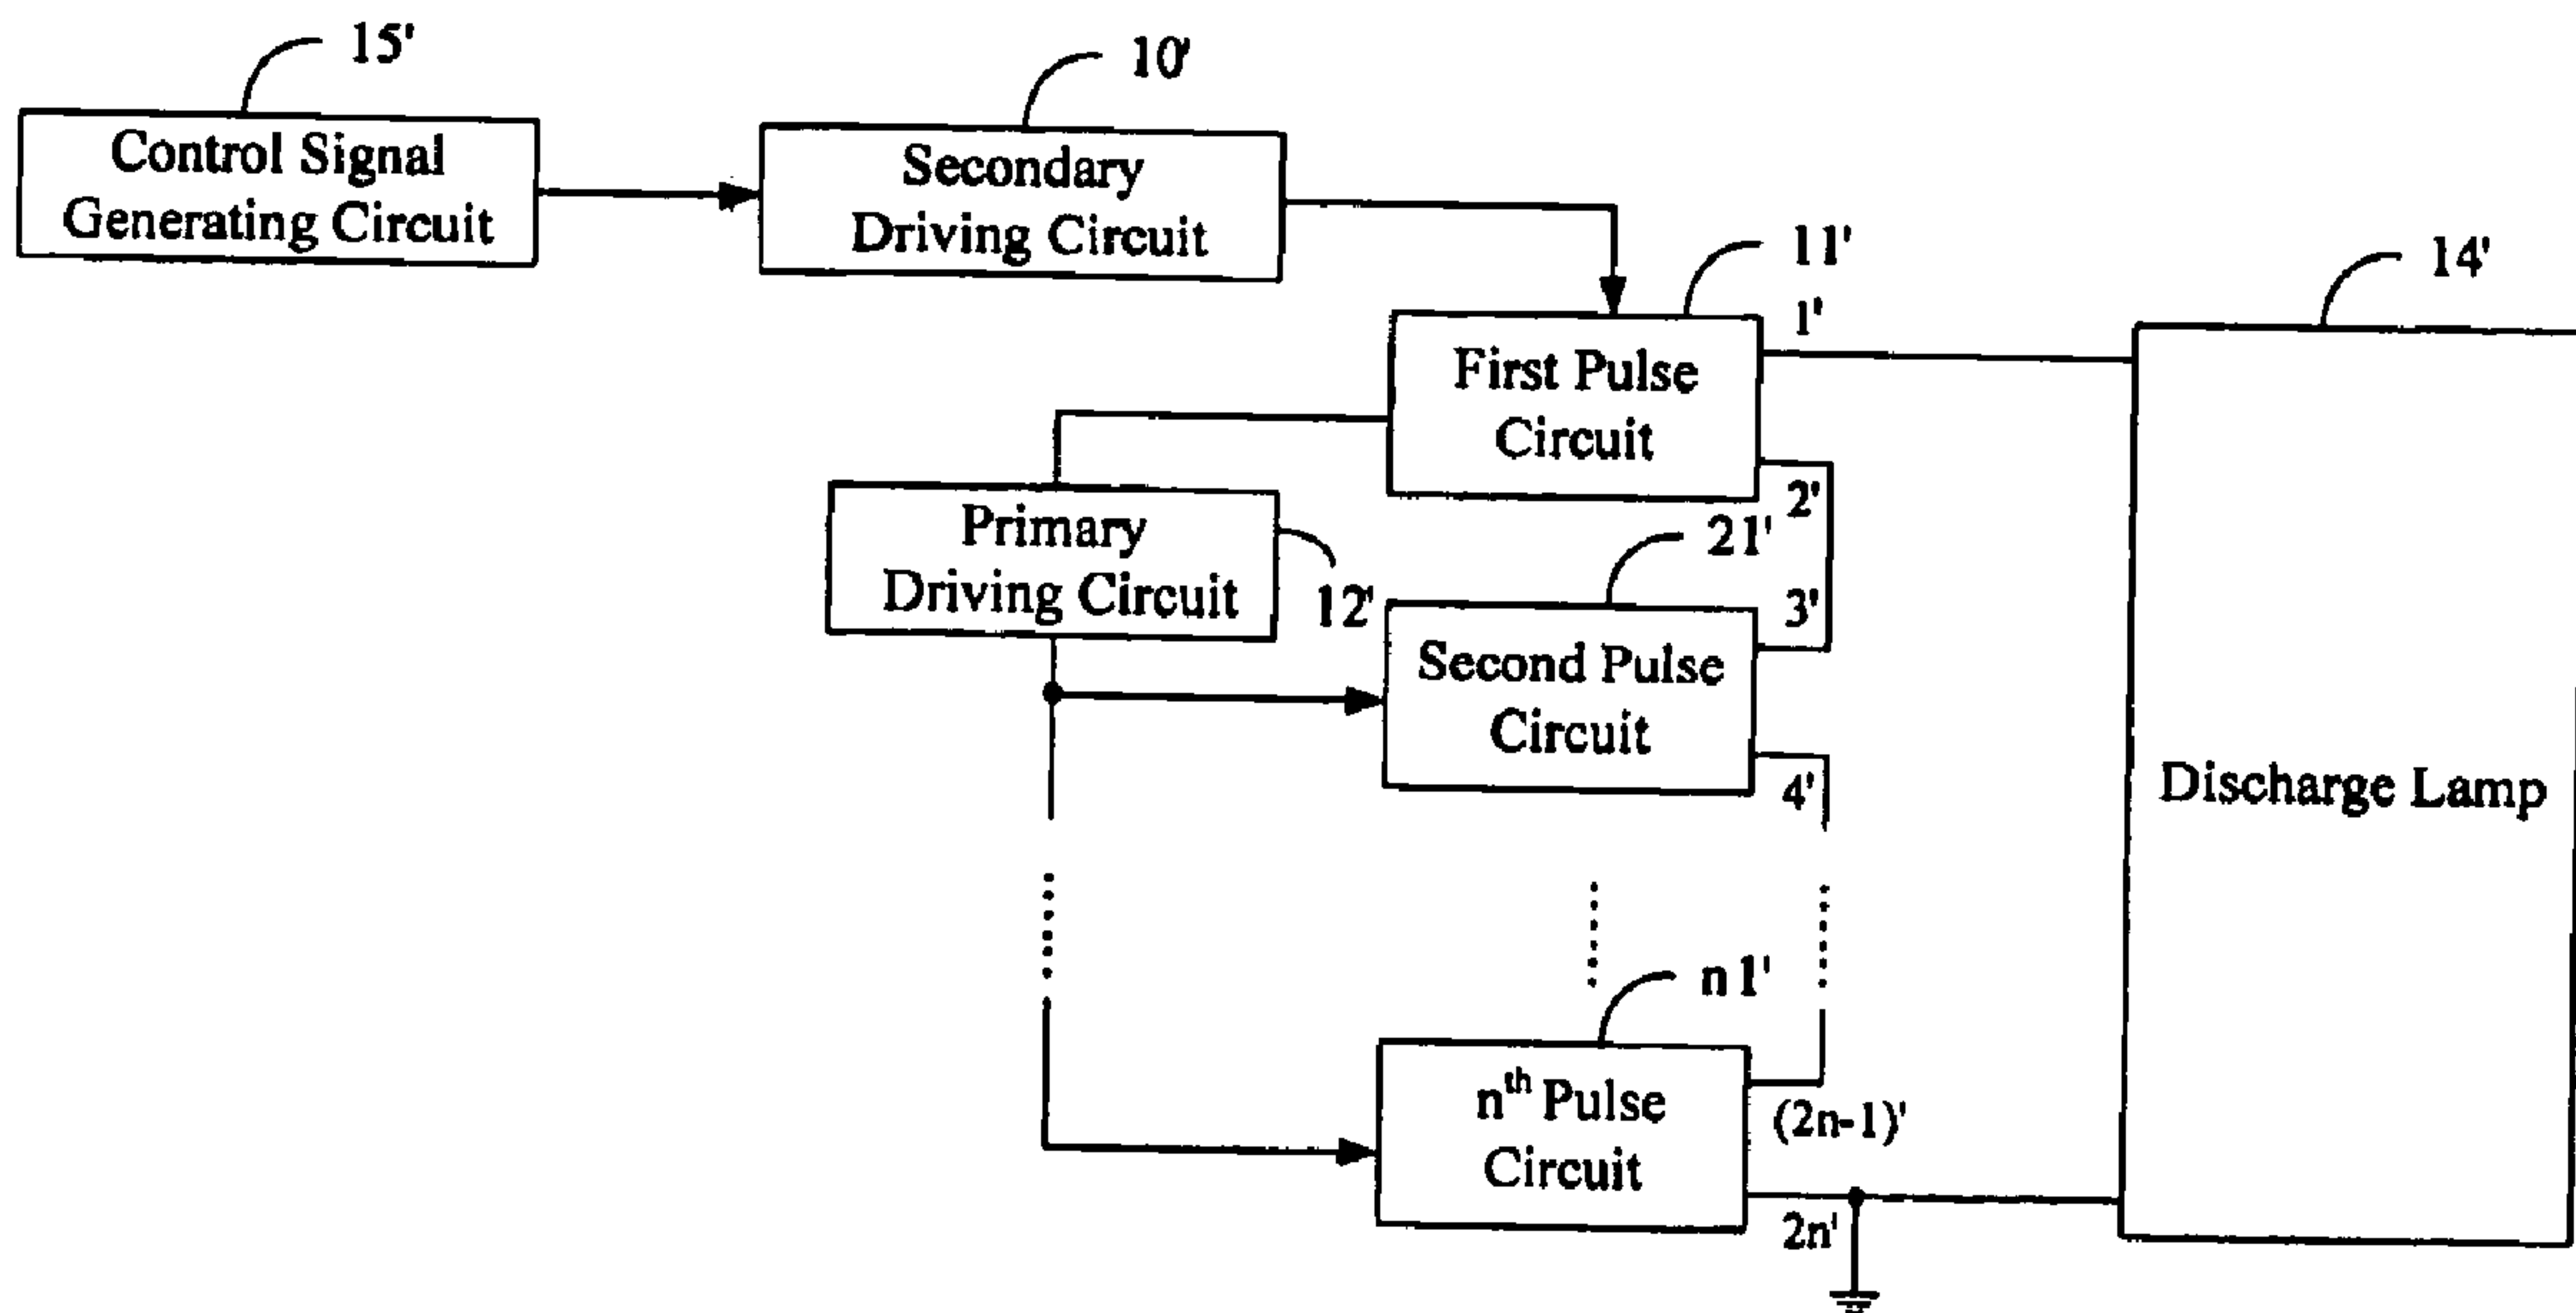 15'
10'
Control Signal
Generating Circuit
Secondary
Driving Circuit
11'
14'
1'
First Pulse
Circuit
2'
Primary
Driving Circuit
12'
21'
3'
Second Pulse
Circuit
4'
Discharge Lamp
n1'
nth Pulse
Circuit
(2n-1)'
2n'